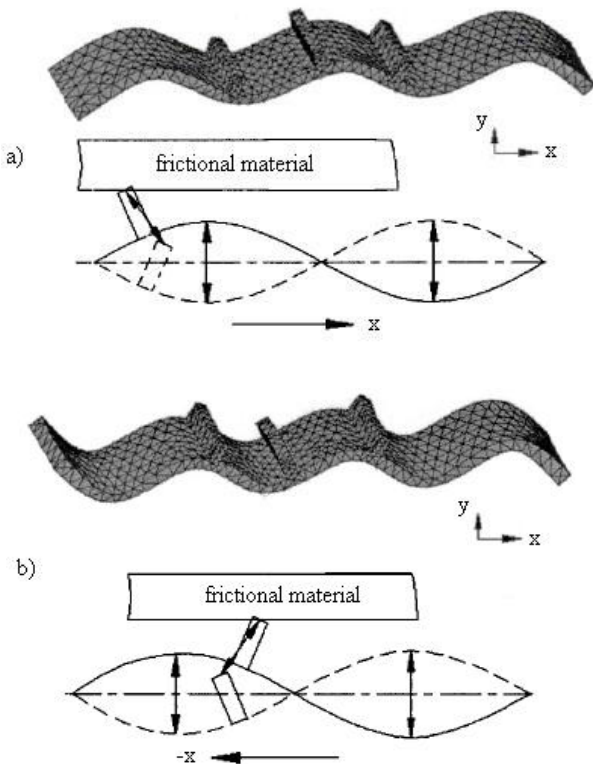 y
x
a)
frictional material
x
y
x
b)
frictional material
-x